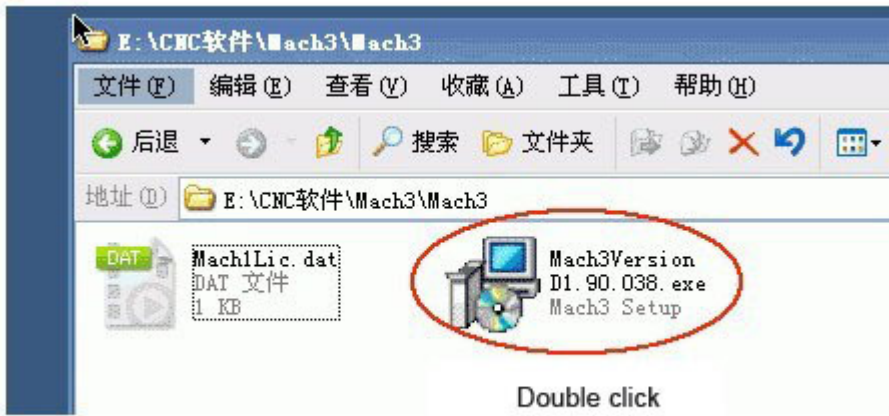 E:\CNC软件\Mach3\Mach3
文件(F) 编辑(E) 查看(V) 收藏(A) 工具(T) 帮助(H)
后退 搜索 文件夹
地址(D) E:\CNC软件\Mach3\Mach3
DAT
Mach1Lic.dat
DAT 文件
1 KB
Mach3Version
D1.90.038.exe
Mach3 Setup
Double click